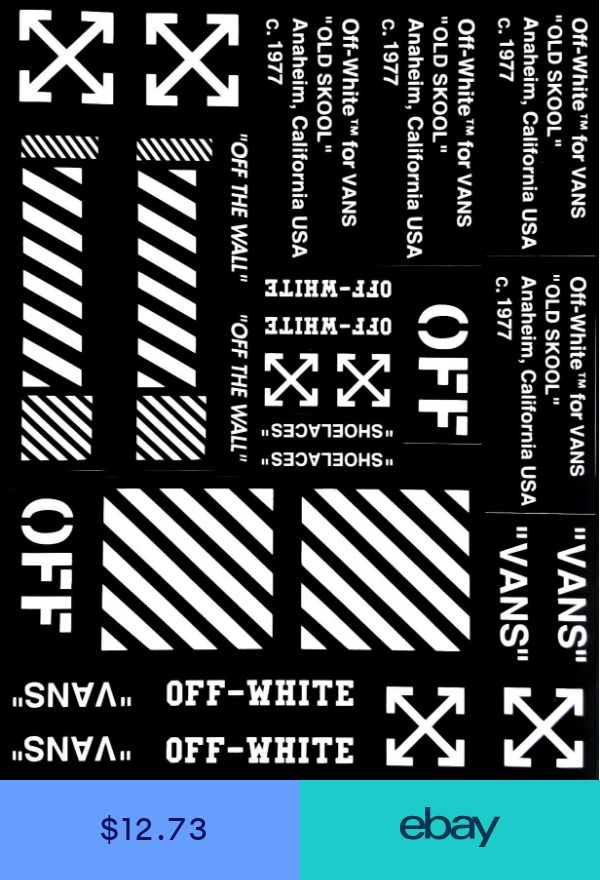 Off-White™ for VANS
"OLD SKOOL"
Anaheim, California USA
c. 1977
Off-White™ for VANS
"OLD SKOOL"
Anaheim, California USA
c. 1977
Off-White™ for VANS
"OLD SKOOL"
Anaheim, California USA
c. 1977
"OFF THE WALL"
"OFF THE WALL"
OFF-WHITE
OFF-WHITE
OFF
Off-White™ for VANS
"OLD SKOOL"
Anaheim, California USA
c. 1977
"SHOELACES"
"SHOELACES"
OFF
"VANS"
"VANS"
"VANS"
OFF-WHITE
"VANS"
OFF-WHITE
$12.73
ebay